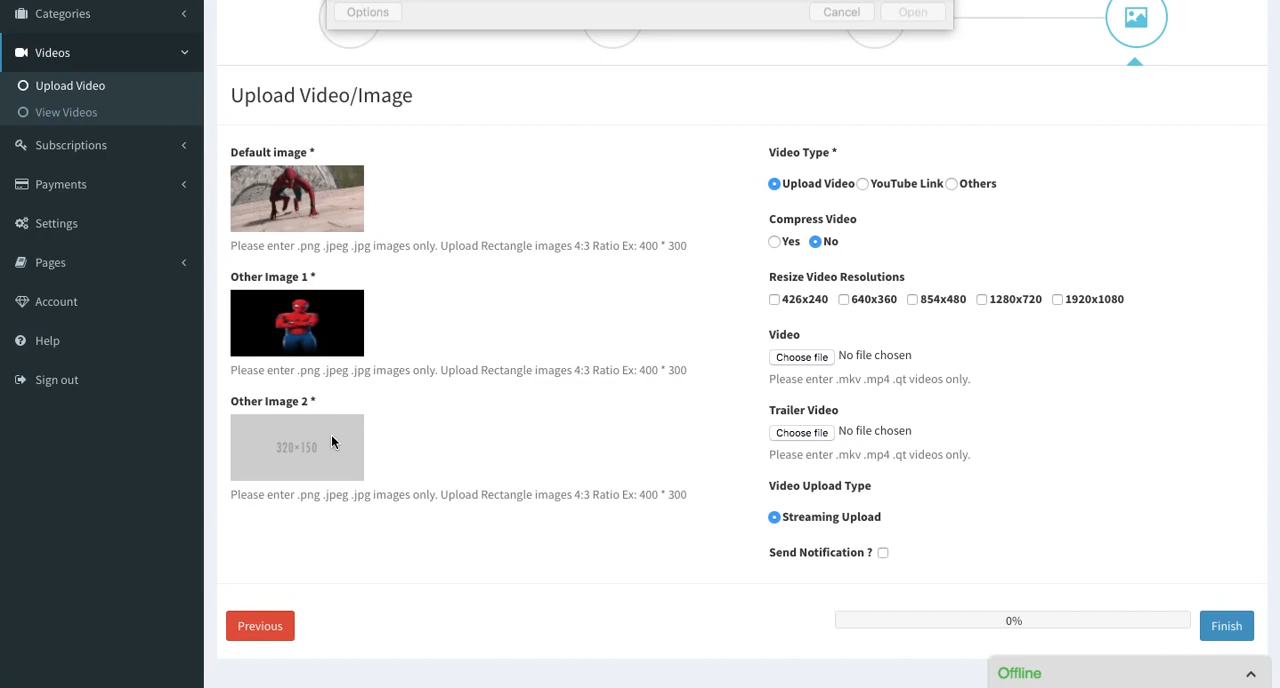 Categories
Videos
Upload Video
View Videos
Subscriptions
Payments
Settings
Pages
Account
Help
Sign out
Options
Cancel
Open
Upload Video/Image
Default image *
Please enter .png .jpeg .jpg images only. Upload Rectangle images 4:3 Ratio Ex: 400 * 300
Other Image 1 *
Please enter .png .jpeg .jpg images only. Upload Rectangle images 4:3 Ratio Ex: 400 * 300
Other Image 2 *
320×150
Please enter .png .jpeg .jpg images only. Upload Rectangle images 4:3 Ratio Ex: 400 * 300
Video Type *
Upload Video YouTube Link Others
Compress Video
Yes No
Resize Video Resolutions
426x240 640x360 854x480 1280x720 1920x1080
Video
Choose file No file chosen
Please enter .mkv .mp4 .qt videos only.
Trailer Video
Choose file No file chosen
Please enter .mkv .mp4 .qt videos only.
Video Upload Type
Streaming Upload
Send Notification ?
Previous
0%
Finish
Offline